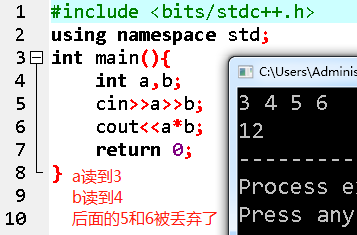 1 #include <bits/stdc++.h>
2 using namespace std;
3 int main(){
4 int a,b;
5 cin>>a>>b;
6 cout<<a*b;
7 return 0;
8 }
9
10
a读到3
b读到4
后面的5和6被丢弃了
C:\Users\Adminis
3 4 5 6
12
----------
Process e
Press any